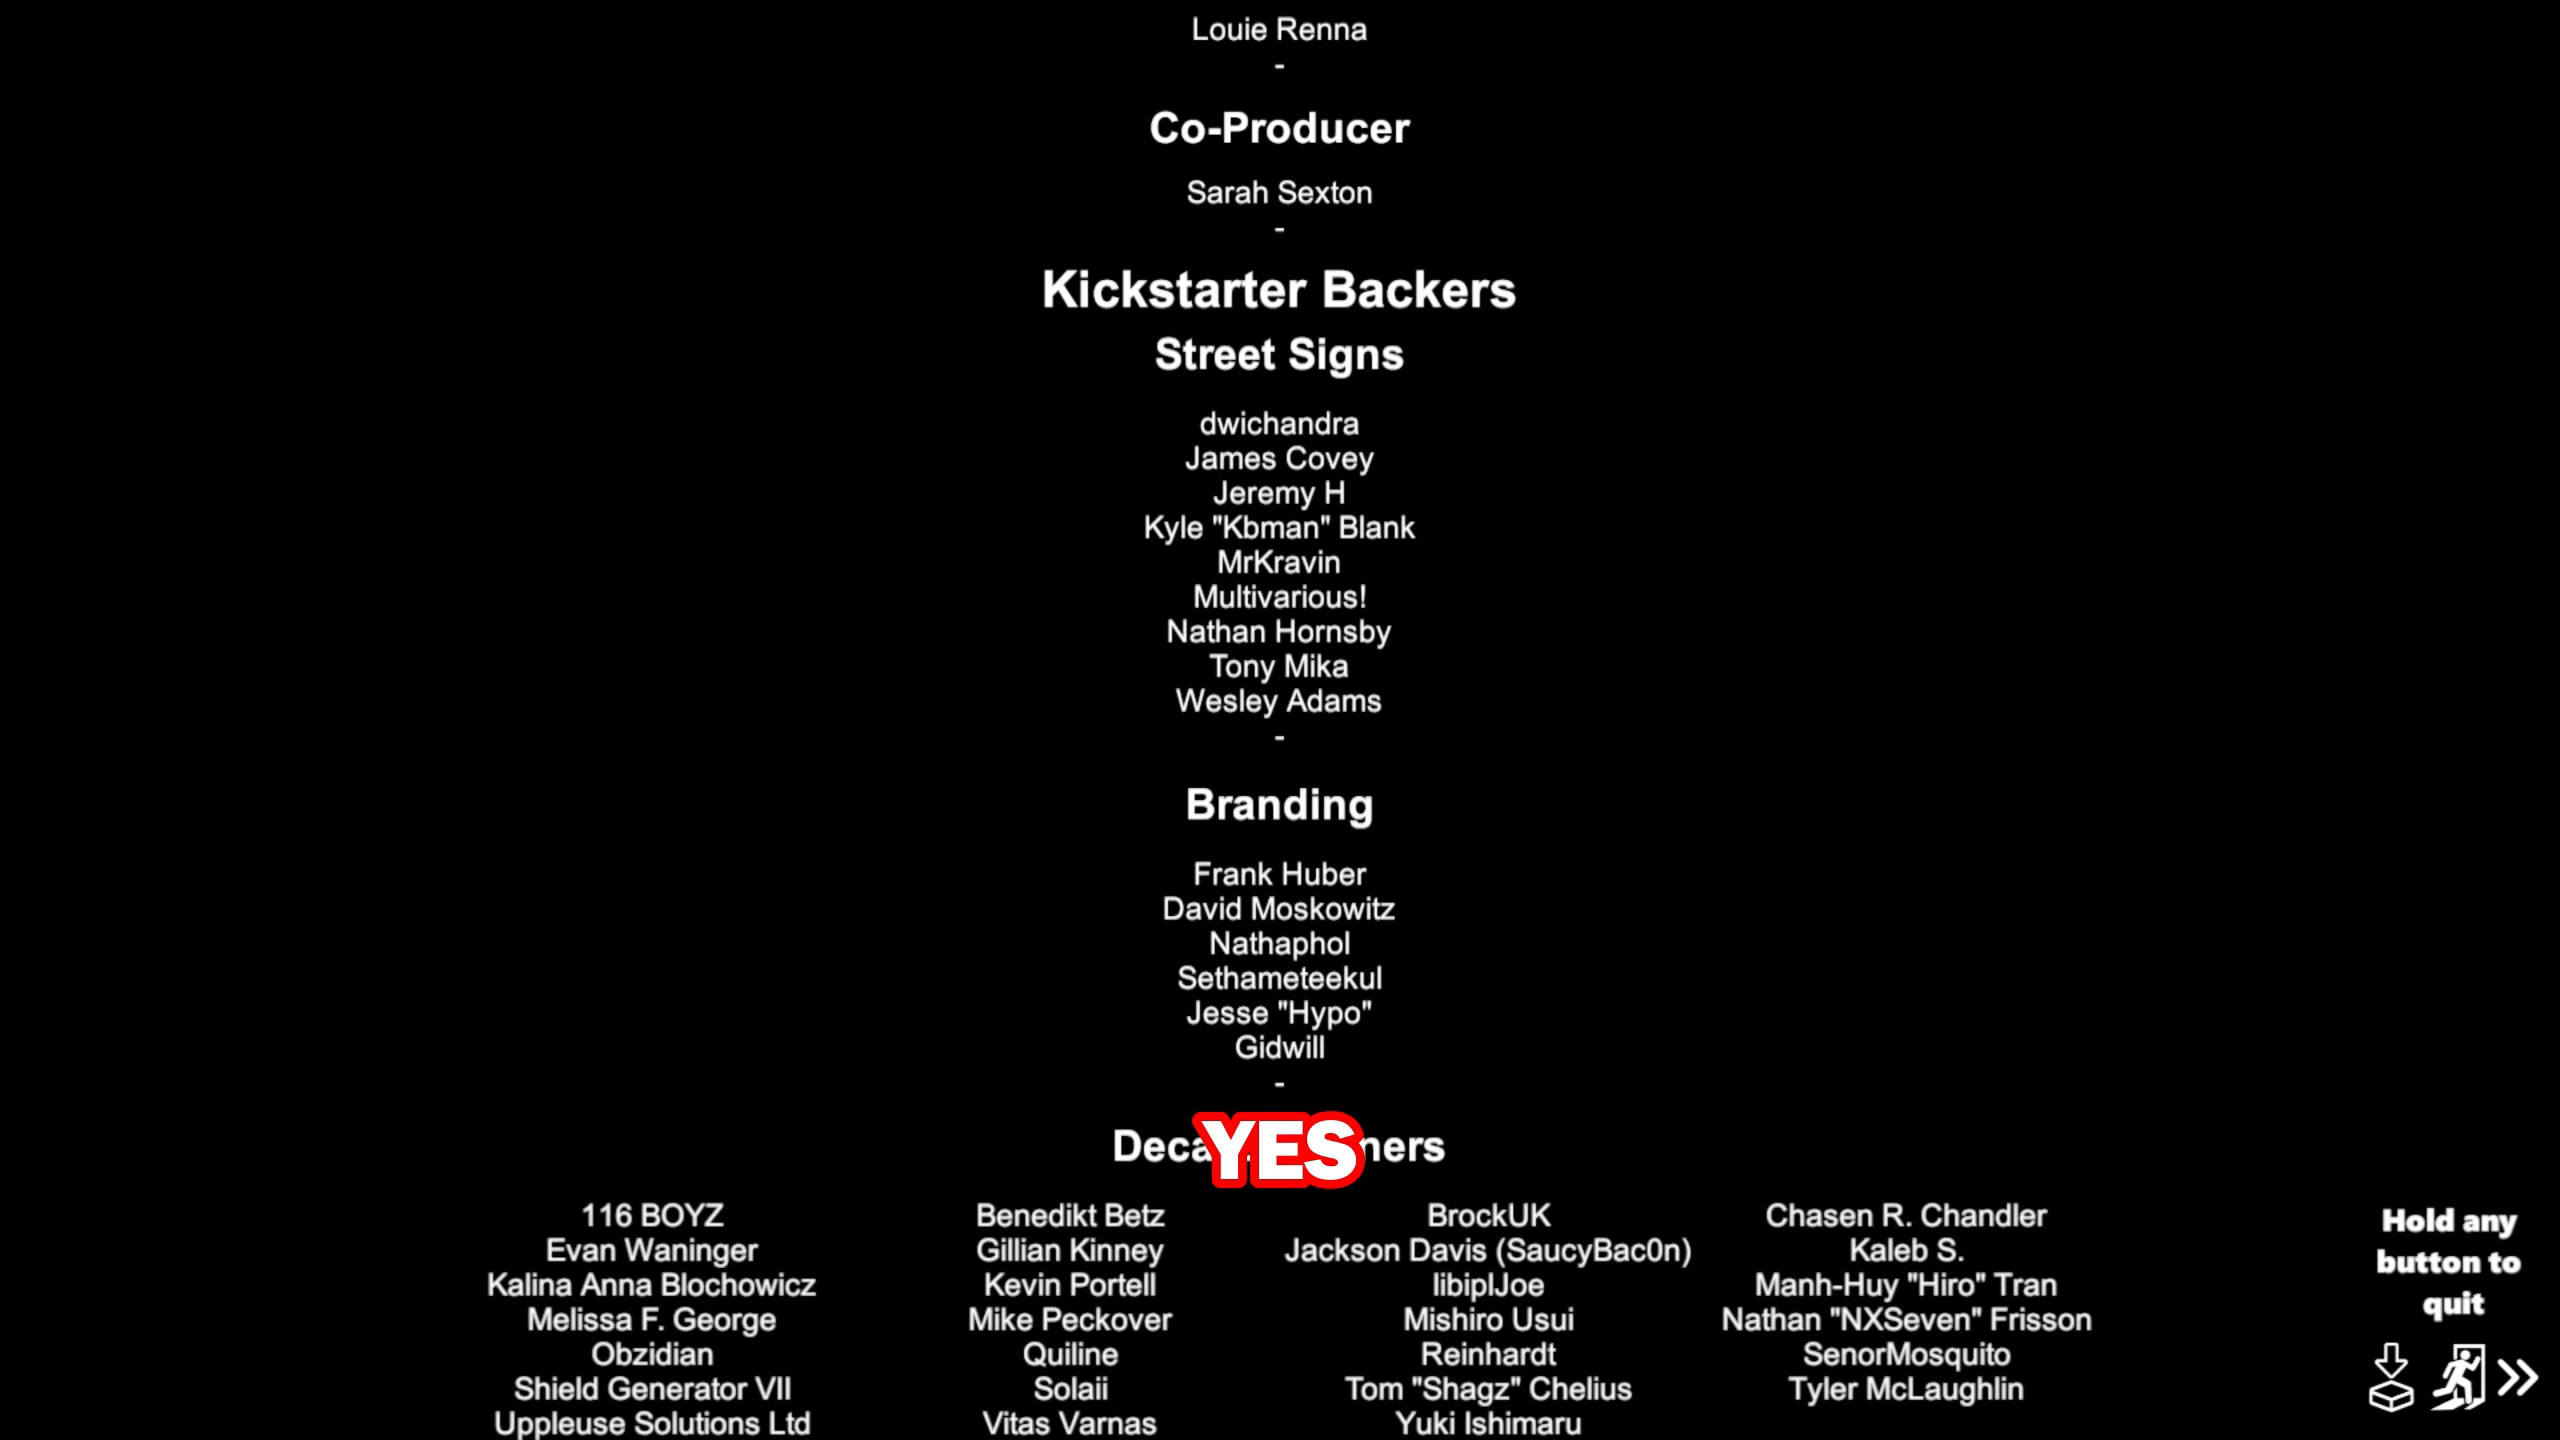 Louie Renna
-
Co-Producer
Sarah Sexton
-
Kickstarter Backers
Street Signs
dwichandra
James Covey
Jeremy H
Kyle "Kbman" Blank
MrKravin
Multivarious!
Nathan Hornsby
Tony Mika
Wesley Adams
-
Branding
Frank Huber
David Moskowitz
Nathaphol
Sethameteekul
Jesse "Hypo"
Gidwill
-
YES
116 BOYZ Benedikt Betz BrockUK Chasen R. Chandler
Evan Waninger Gillian Kinney Jackson Davis (SaucyBac0n) Kaleb S.
Kalina Anna Blochowicz Kevin Portell Manh-Huy "Hiro" Tran
Melissa F. George Mike Peckover Mishiro Usui Nathan "NXSeven" Frisson
Obzidian Quiline Reinhardt SenorMosquito
Shield Generator VII Solaii Tom "Shagz" Chelius Tyler McLaughlin
Uppleuse Solutions Ltd Vitas Varnas Yuki Ishimaru
Hold any
button to
quit